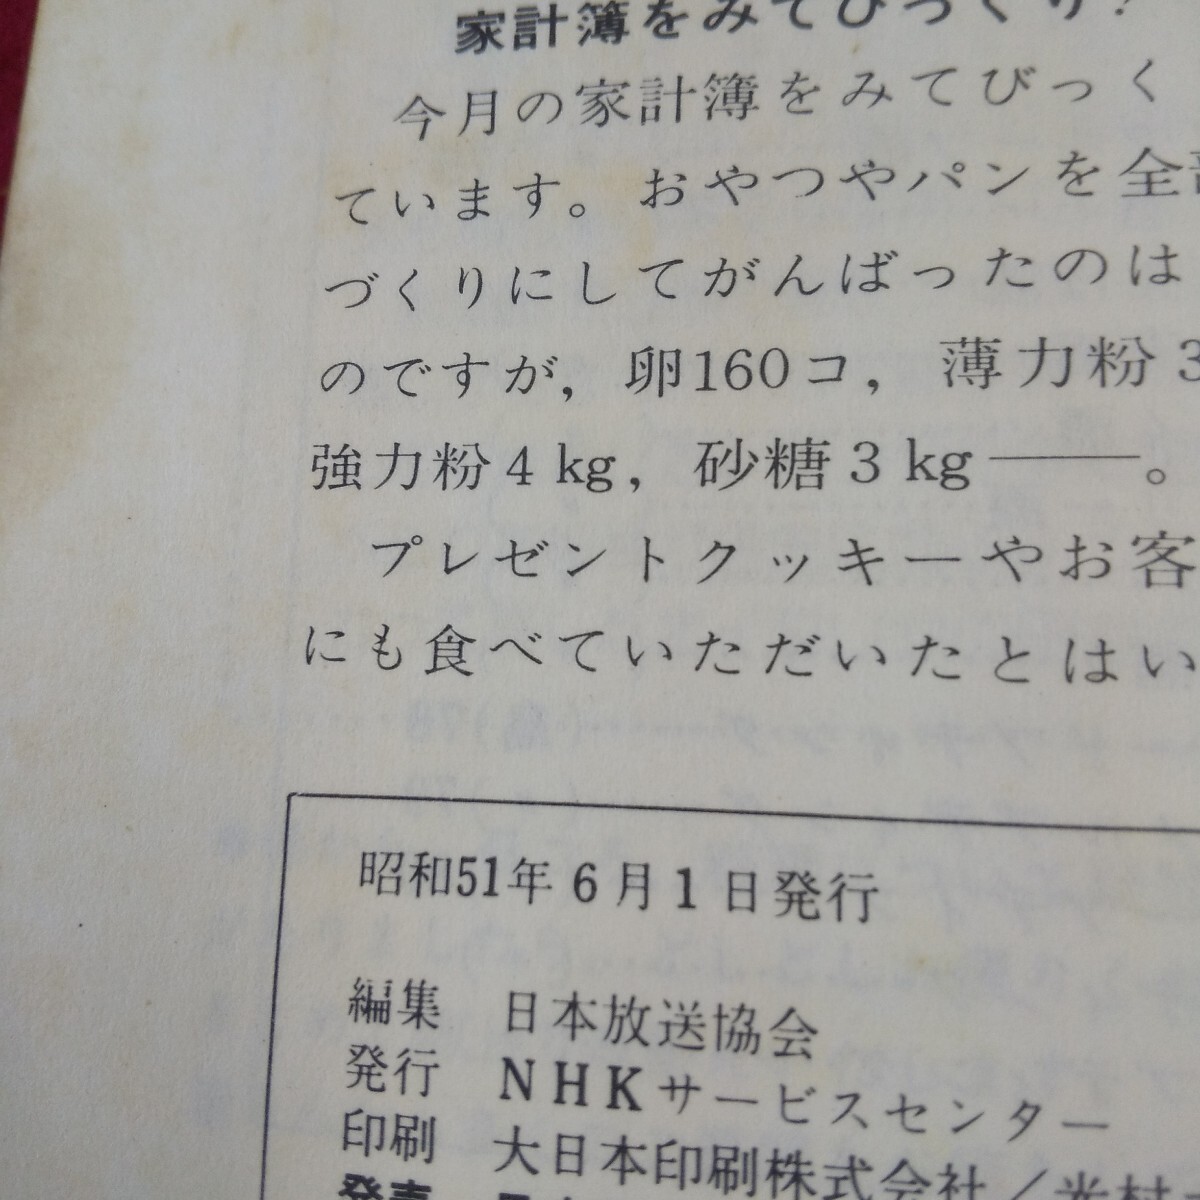 家計簿をみてびっくり!
今月の家計簿をみてびっく
ています。おやつやパンを全部
づくりにしてがんばったのは
のですが，卵160コ，薄力粉3
強力粉4kg，砂糖3kg——。
プレゼントクッキーやお客
にも食べていただいたとはい
昭和51年6月1日発行
編集 日本放送協会
発行 NHKサービスセンター
印刷 大日本印刷株式会社/光村
発売